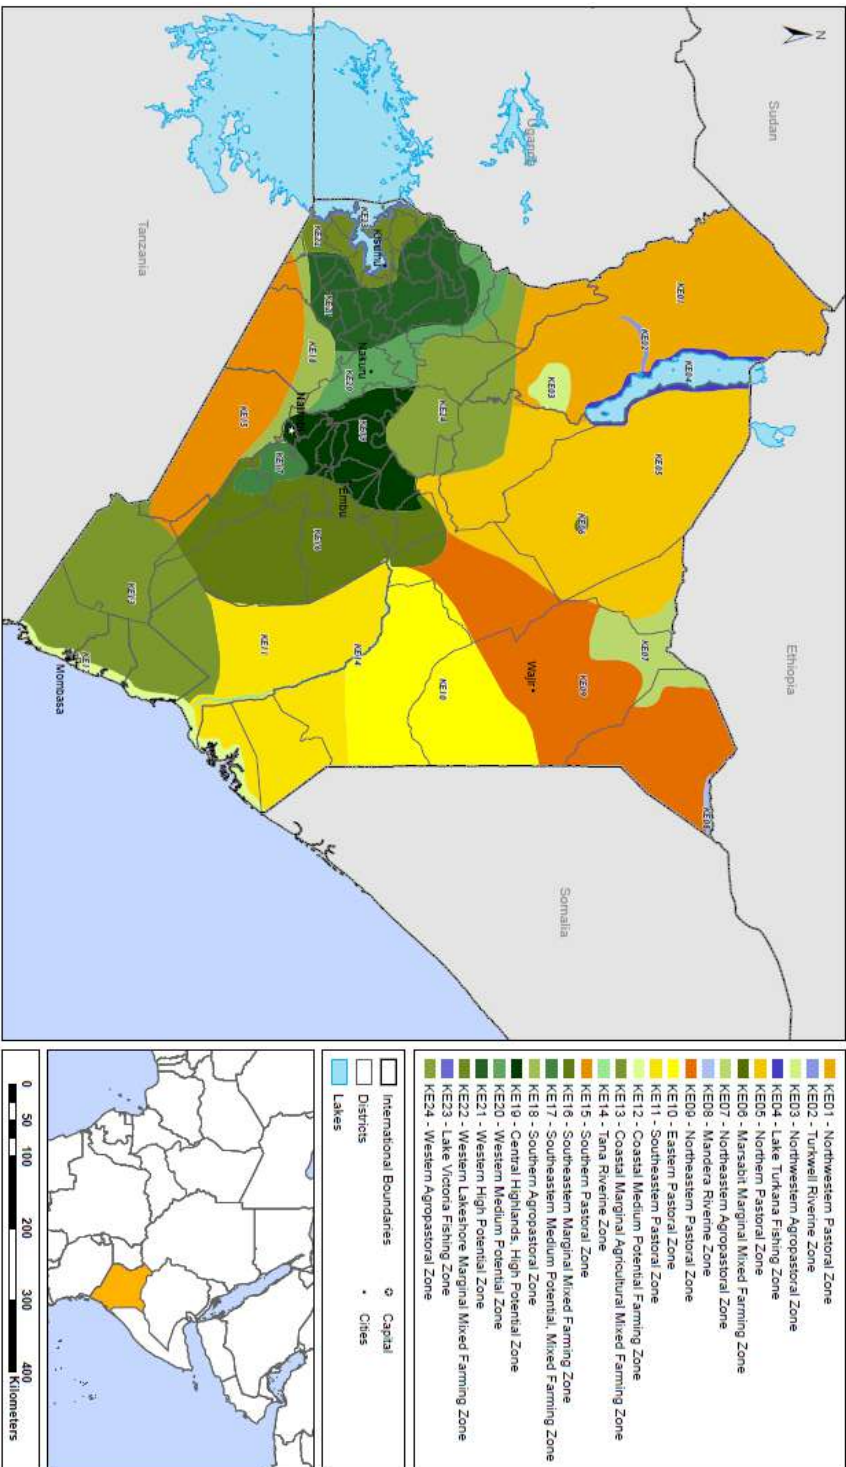 N
Sudan
Ethiopia
Uganda
Somalia
Tanzania
KE01
KE02
KE04
KE03
KE05
KE06
KE07
KE08
KE09
Wajir
KE10
KE24
KE14
KE11
Kisumu
KE23
KE22
KE21
Nakuru
KE20
KE18
KE19
Embu
KE17
KE16
KE15
KE13
KE12
Mombasa
KE01 - Northwestern Pastoral Zone
KE02 - Turkwell Riverine Zone
KE03 - Northwestern Agropastoral Zone
KE04 - Lake Turkana Fishing Zone
KE05 - Northern Pastoral Zone
KE06 - Marsabit Marginal Mixed Farming Zone
KE07 - Northeastern Agropastoral Zone
KE08 - Mandera Riverine Zone
KE09 - Northeastern Pastoral Zone
KE10 - Eastern Pastoral Zone
KE11 - Southeastern Pastoral Zone
KE12 - Coastal Medium Potential Farming Zone
KE13 - Coastal Marginal Agricultural Mixed Farming Zone
KE14 - Tana Riverine Zone
KE15 - Southern Pastoral Zone
KE16 - Southeastern Marginal Mixed Farming Zone
KE17 - Southeastern Medium Potential, Mixed Farming Zone
KE18 - Southern Agropastoral Zone
KE19 - Central Highlands, High Potential Zone
KE20 - Western Medium Potential Zone
KE21 - Western High Potential Zone
KE22 - Western Lakeshore Marginal Mixed Farming Zone
KE23 - Lake Victoria Fishing Zone
KE24 - Western Agropastoral Zone
International Boundaries
Capital
Districts
Cities
Lakes
0 50 100 200 300 400
Kilometers